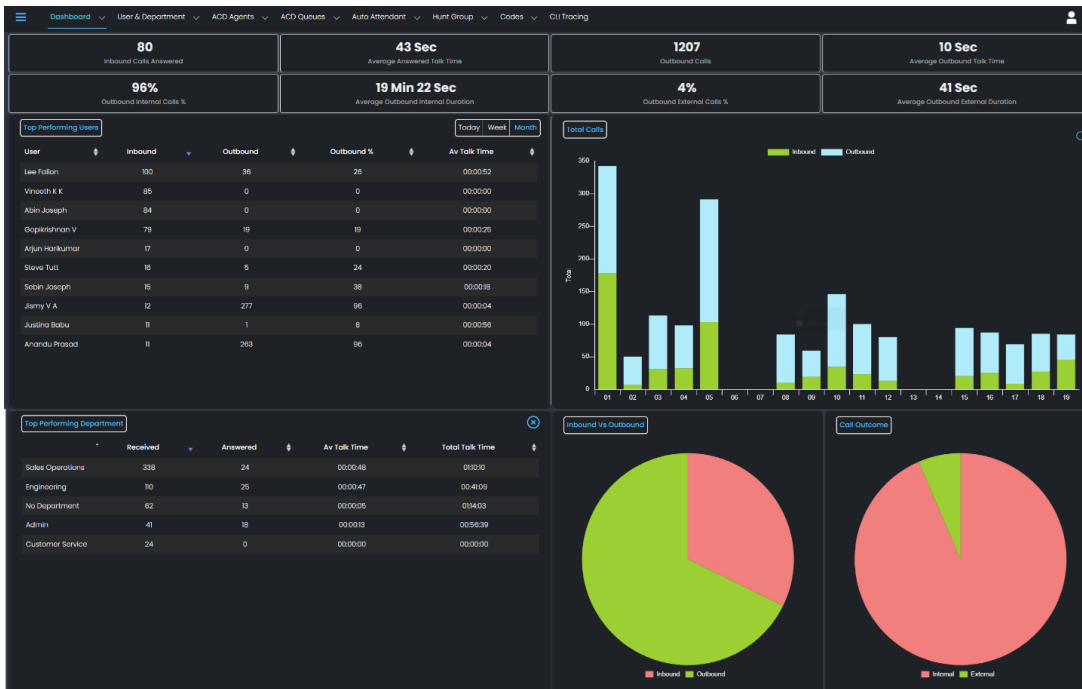 Dashboard User & Department ACD Agents ACD Queues Auto Attendant Hunt Group Codes CLI Tracing
80 43 Sec 1207 10 Sec
Inbound Calls Answered Average Answered Talk Time Outbound Calls Average Outbound Talk Time
96% 19 Min 22 Sec 4% 41 Sec
Outbound Internal Calls % Average Outbound Internal Duration Outbound External Calls % Average Outbound External Duration
Top Performing Users Today Week Month
User Inbound Outbound Outbound % Av Talk Time
Lee Fallon 100 36 26 00:00:52
Vineeth K K 85 0 0 00:00:00
Abin Joseph 84 0 0 00:00:00
Gopikrishnan V 79 19 19 00:00:25
Arjun Harikumar 17 0 0 00:00:00
Steve Tutt 16 5 24 00:00:20
Sebin Joseph 15 9 38 00:00:18
Jismy V A 12 277 96 00:00:04
Justina Babu 11 1 8 00:00:56
Anandu Prasad 11 263 96 00:00:04
Total Calls
Inbound Outbound
350
300
250
200
150
100
50
0
Total
01 02 03 04 05 06 07 08 09 10 11 12 13 14 15 16 17 18 19
Top Performing Department
Received Answered Av Talk Time Total Talk Time
Sales Operations 338 24 00:00:48 01:10:10
Engineering 110 25 00:00:47 00:41:09
No Department 62 13 00:00:05 01:14:03
Admin 41 18 00:00:13 00:56:39
Customer Service 24 0 00:00:00 00:00:00
Inbound Vs Outbound
Inbound Outbound
Call Outcome
Internal External